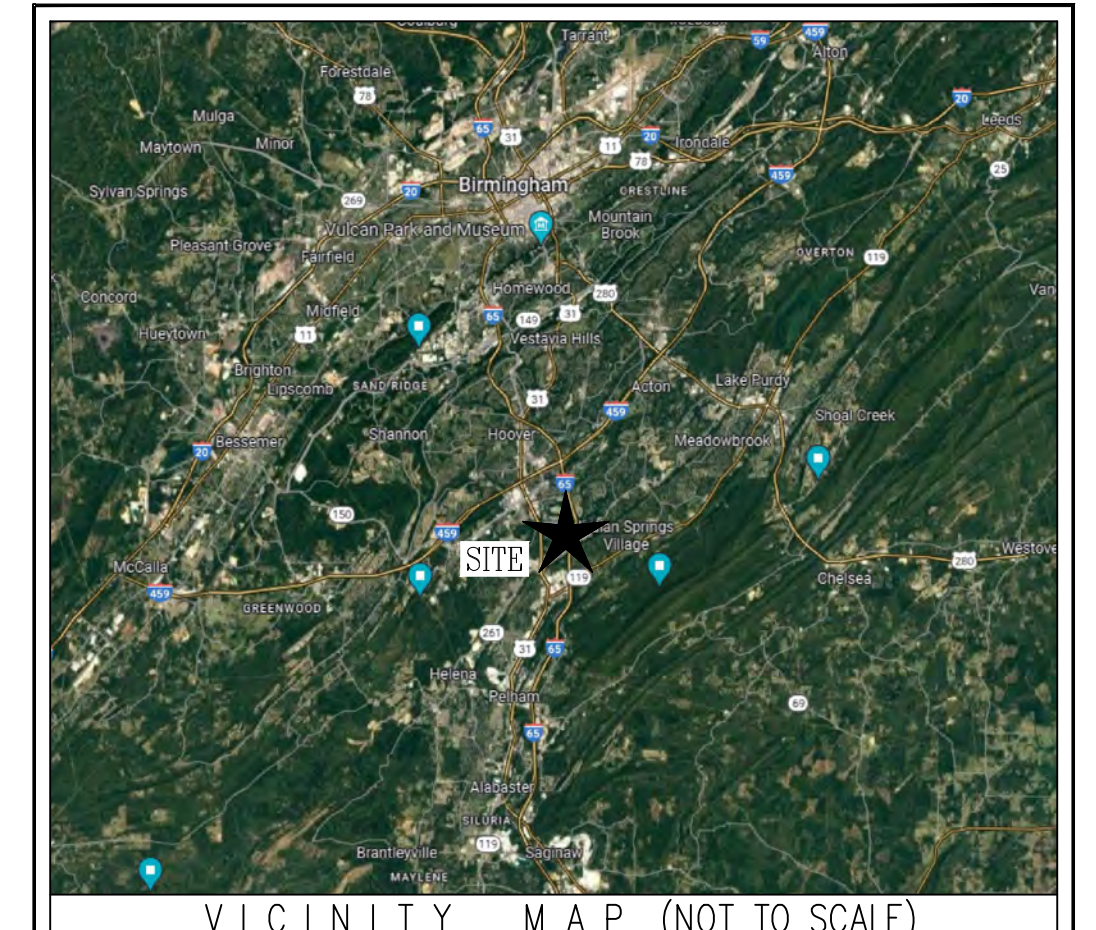 Tarrant
59
459
Alton
Forestdale
78
20
Leeds
Mulga
65
31
Maytown
Minor
11
20
Irondale
78
25
459
Sylvan Springs
20
Birmingham
CRESTLINE
269
Mountain
Brook
Vulcan Park and Museum
Pleasant Grove
Fairfield
OVERTON
119
Concord
Homewood
280
Midfield
65
149
31
Hueytown
11
Vestavia Hills
Brighton
Lipscomb
SAND RIDGE
Acton
Lake Purdy
31
459
Shoal Creek
Bessemer
Shannon
Hoover
Meadowbrook
20
65
150
459
Springs
Village
SITE
280
McCalla
119
Chelsea
459
GREENWOOD
261
31
65
Helena
Pelham
69
65
Alabaster
SILURIA
119
Brantleyville
Saginaw
MAYLENE
VICINITY MAP (NOT TO SCALE)